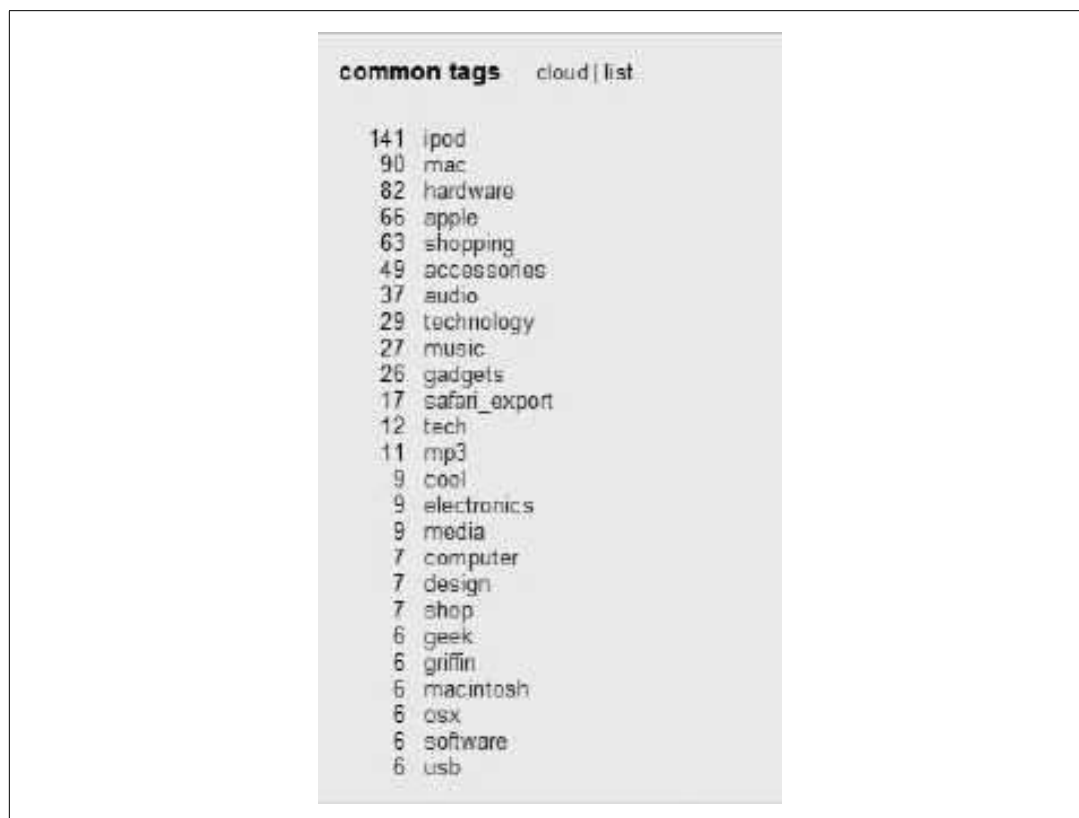 common tags cloud | list
141 ipod
90 mac
82 hardware
66 apple
63 shopping
49 accessories
37 audio
29 technology
27 music
26 gadgets
17 safari_export
12 tech
11 mp3
9 cool
9 electronics
9 media
7 computer
7 design
7 shop
6 geek
6 griffin
6 macintosh
6 osx
6 software
6 usb